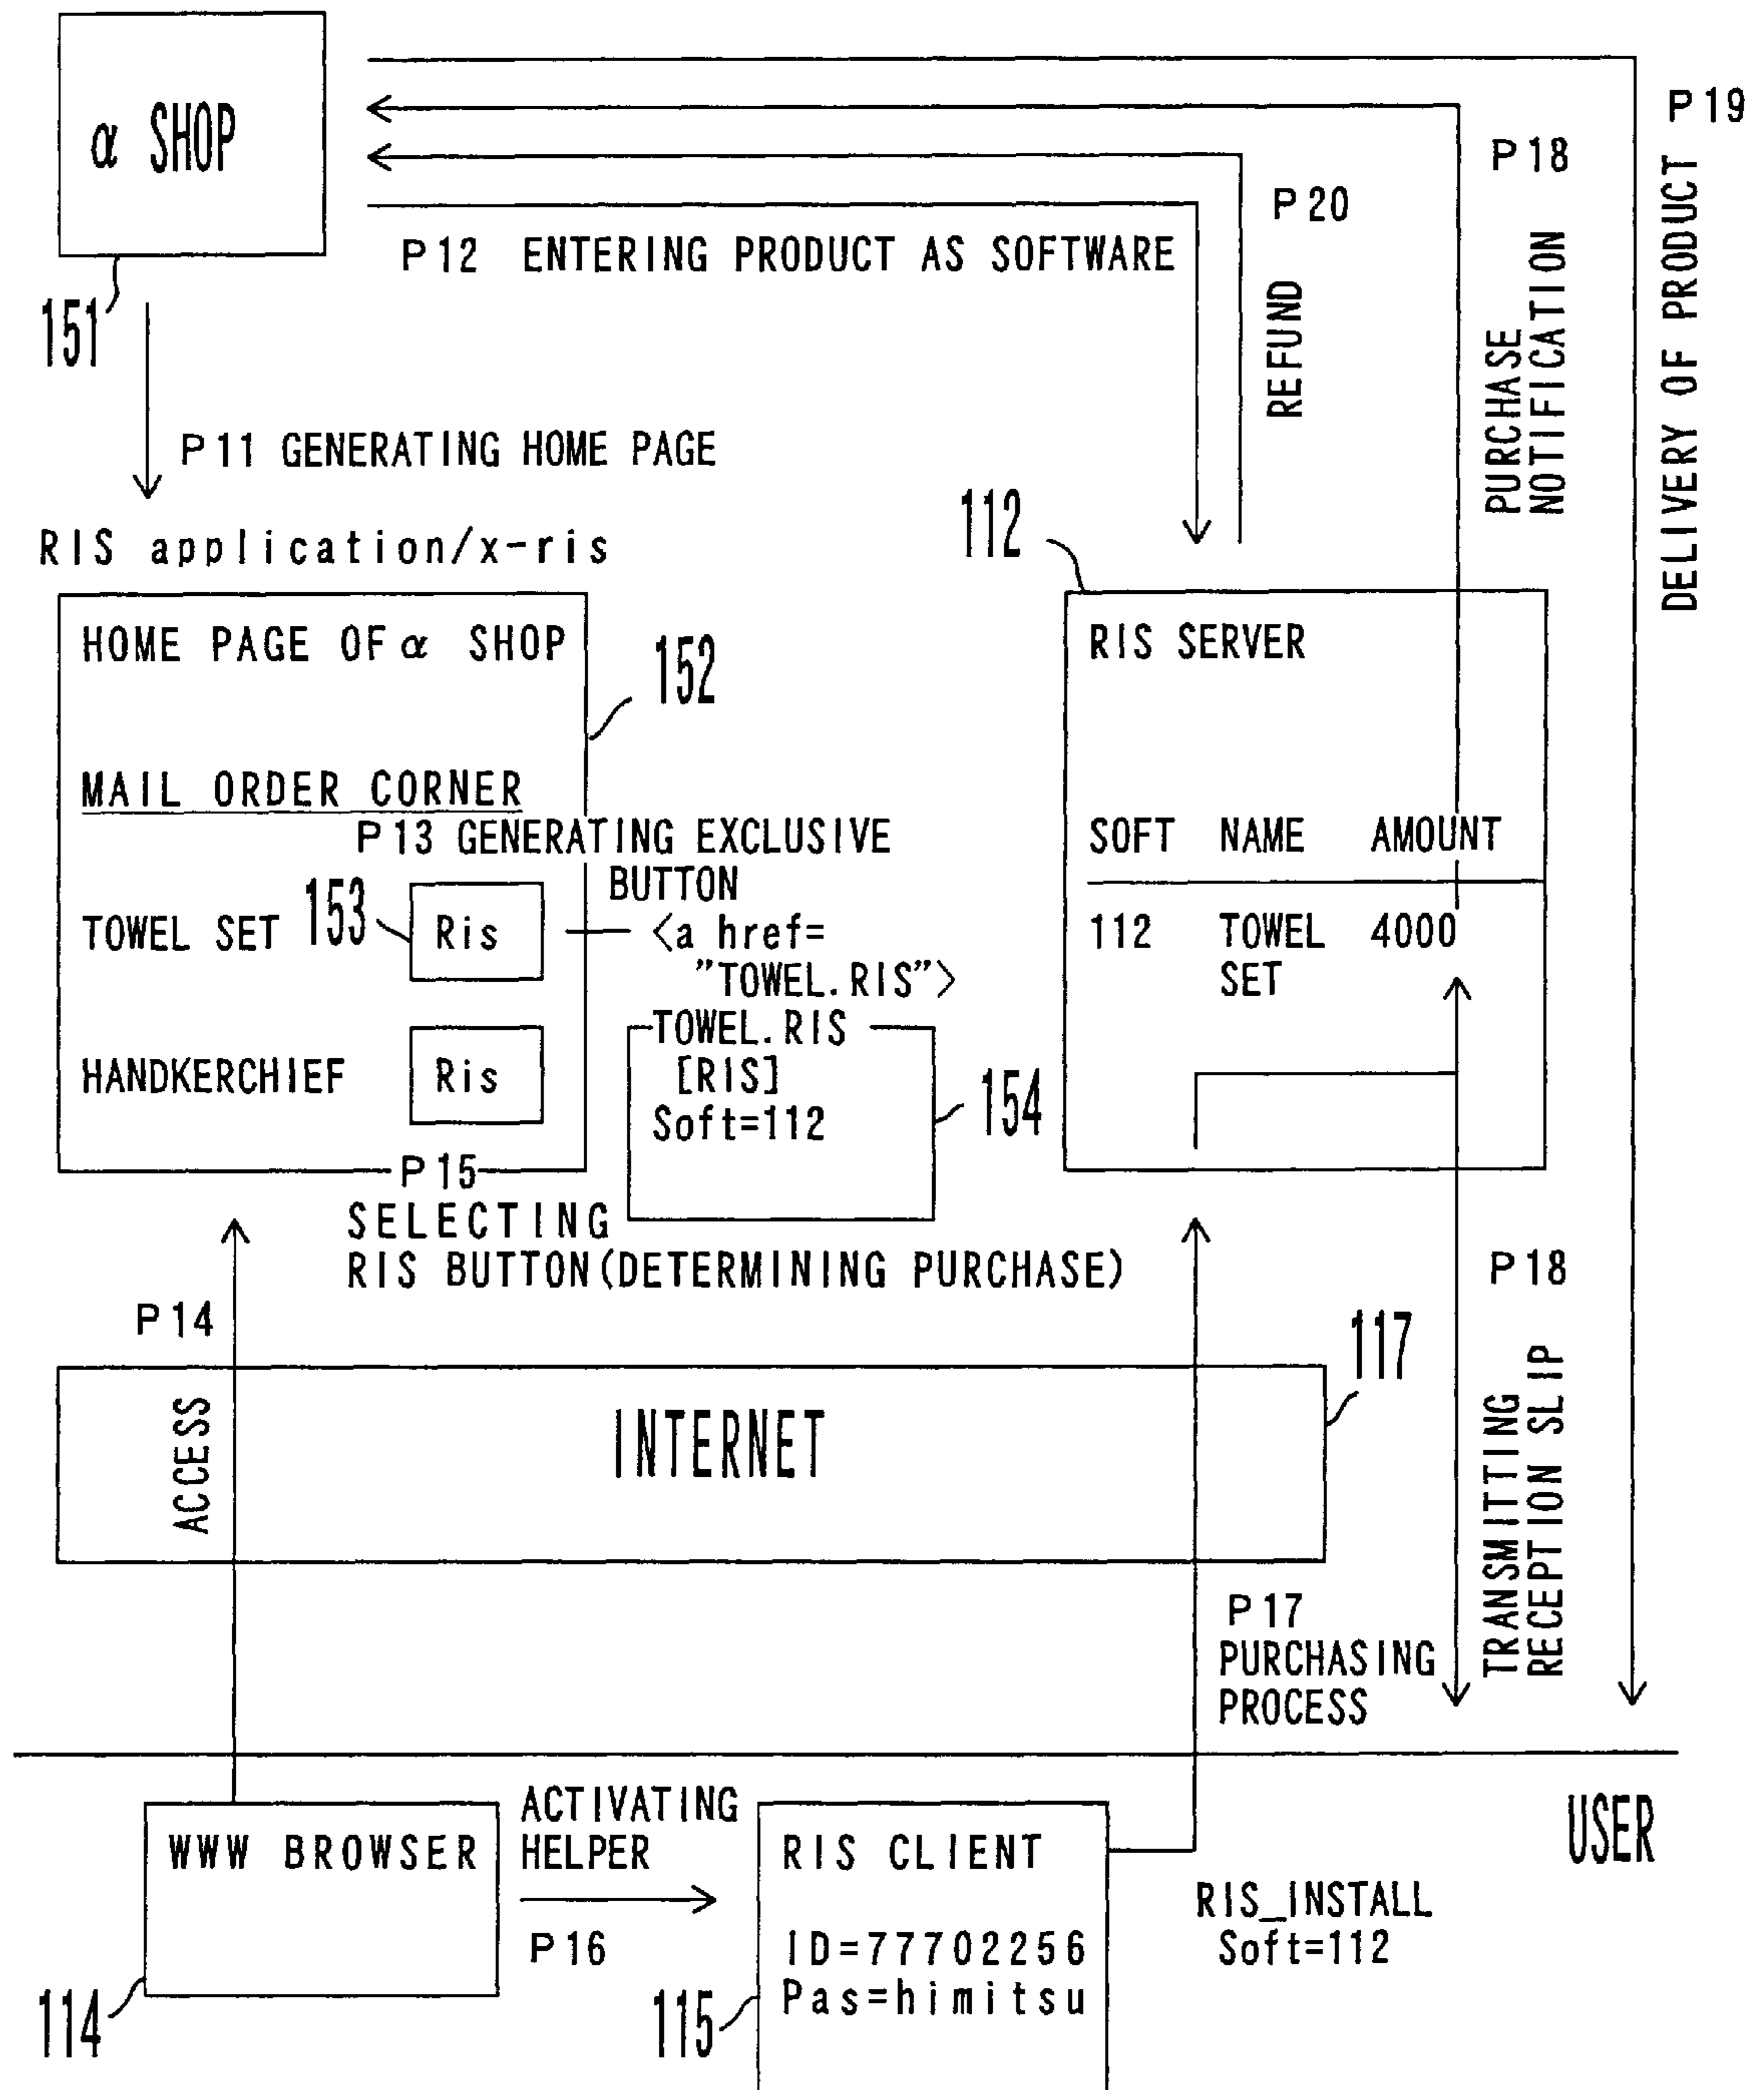 α SHOP
151
P19
DELIVERY OF PRODUCT
P18
PURCHASE
NOTIFICATION
P20
REFUND
P12 ENTERING PRODUCT AS SOFTWARE
P11 GENERATING HOME PAGE
RIS application/x-ris
HOME PAGE OF α SHOP
152
MAIL ORDER CORNER
P13 GENERATING EXCLUSIVE
BUTTON
TOWEL SET
153
Ris
<a href=
"TOWEL.RIS">
HANDKERCHIEF
Ris
TOWEL.RIS
[RIS]
Soft=112
154
112
RIS SERVER
SOFT NAME AMOUNT
112 TOWEL 4000
SET
P15
SELECTING
RIS BUTTON(DETERMINING PURCHASE)
P14
ACCESS
INTERNET
117
P18
TRANSMITTING
RECEPTION SLIP
P17
PURCHASING
PROCESS
USER
WWW BROWSER
114
ACTIVATING
HELPER
P16
RIS CLIENT
ID=77702256
Pas=himitsu
115
RIS_INSTALL
Soft=112